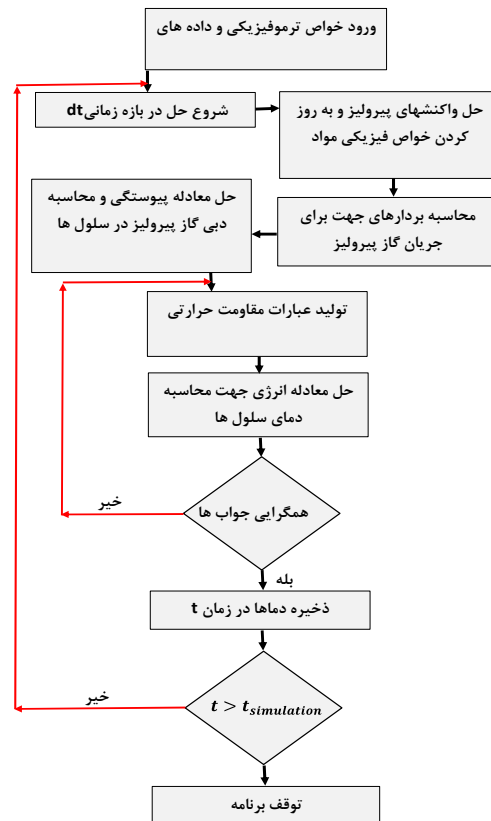 ورود خواص ترموفیزیکی و داده های
شروع حل در بازه زمانیdt
حل واکنشهای پیرولیز و به روز
کردن خواص فیزیکی مواد
محاسبه بردارهای جهت برای
جریان گاز پیرولیز
حل معادله پیوستگی و محاسبه
دبی گاز پیرولیز در سلول ها
تولید عبارات مقاومت حرارتی
حل معادله انرژی جهت محاسبه
دمای سلول ها
همگرایی جواب ها
خیر
بله
ذخیره دماها در زمان t
t > t_simulation
خیر
توقف برنامه